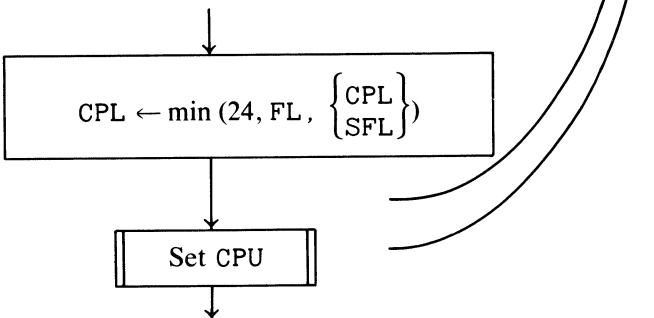 CPL ← min (24, FL, {CPL
SFL})
Set CPU